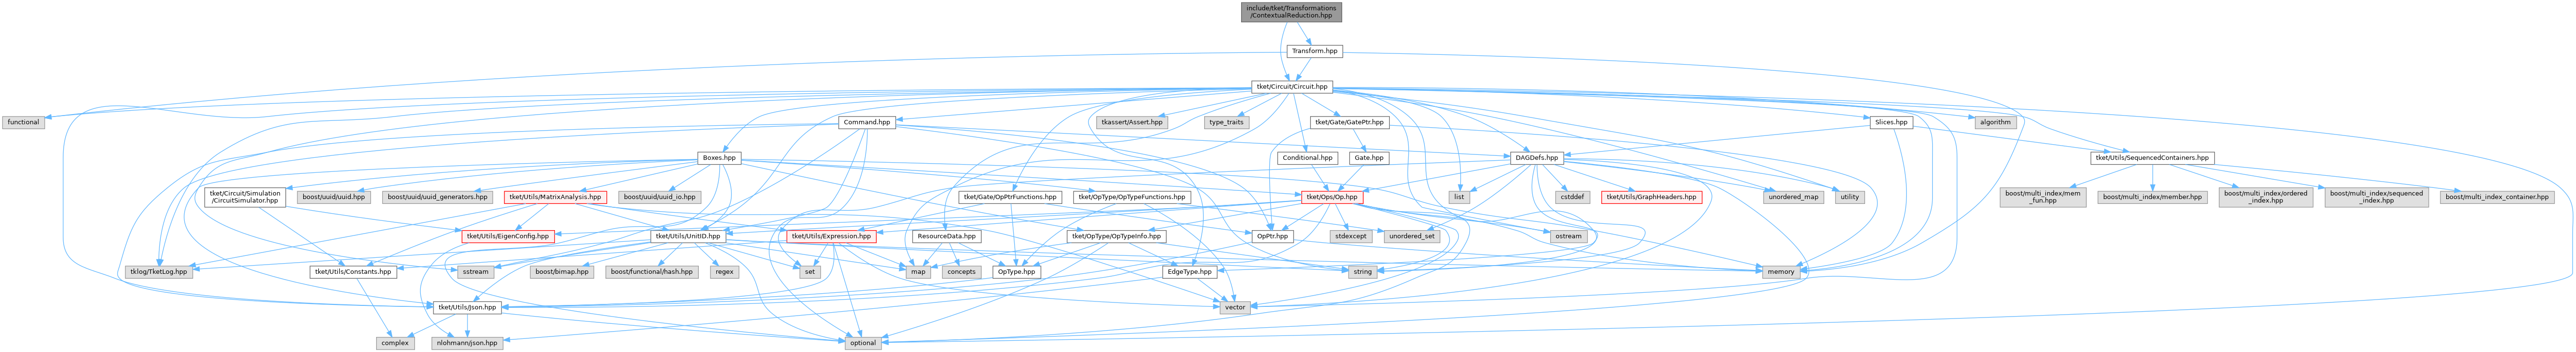 include/tket/Transformations
/ContextualReduction.hpp
Transform.hpp
tket/Circuit/Circuit.hpp
functional
Command.hpp
tkassert/Assert.hpp
type_traits
tket/Gate/GatePtr.hpp
Slices.hpp
algorithm
Boxes.hpp
Conditional.hpp
Gate.hpp
DAGDefs.hpp
tket/Utils/SequencedContainers.hpp
tket/Circuit/Simulation
/CircuitSimulator.hpp
boost/uuid/uuid.hpp
boost/uuid/uuid_generators.hpp
tket/Utils/MatrixAnalysis.hpp
boost/uuid/uuid_io.hpp
tket/Gate/OpPtrFunctions.hpp
tket/OpType/OpTypeFunctions.hpp
tket/Ops/Op.hpp
list
cstddef
tket/Utils/GraphHeaders.hpp
unordered_map
utility
boost/multi_index/mem
_fun.hpp
boost/multi_index/member.hpp
boost/multi_index/ordered
_index.hpp
boost/multi_index/sequenced
_index.hpp
boost/multi_index_container.hpp
tket/Utils/EigenConfig.hpp
tket/Utils/UnitID.hpp
tket/Utils/Expression.hpp
ResourceData.hpp
tket/OpType/OpTypeInfo.hpp
OpPtr.hpp
stdexcept
unordered_set
ostream
tklog/TketLog.hpp
tket/Utils/Constants.hpp
sstream
boost/bimap.hpp
boost/functional/hash.hpp
regex
set
map
concepts
OpType.hpp
EdgeType.hpp
string
memory
tket/Utils/Json.hpp
vector
complex
nlohmann/json.hpp
optional